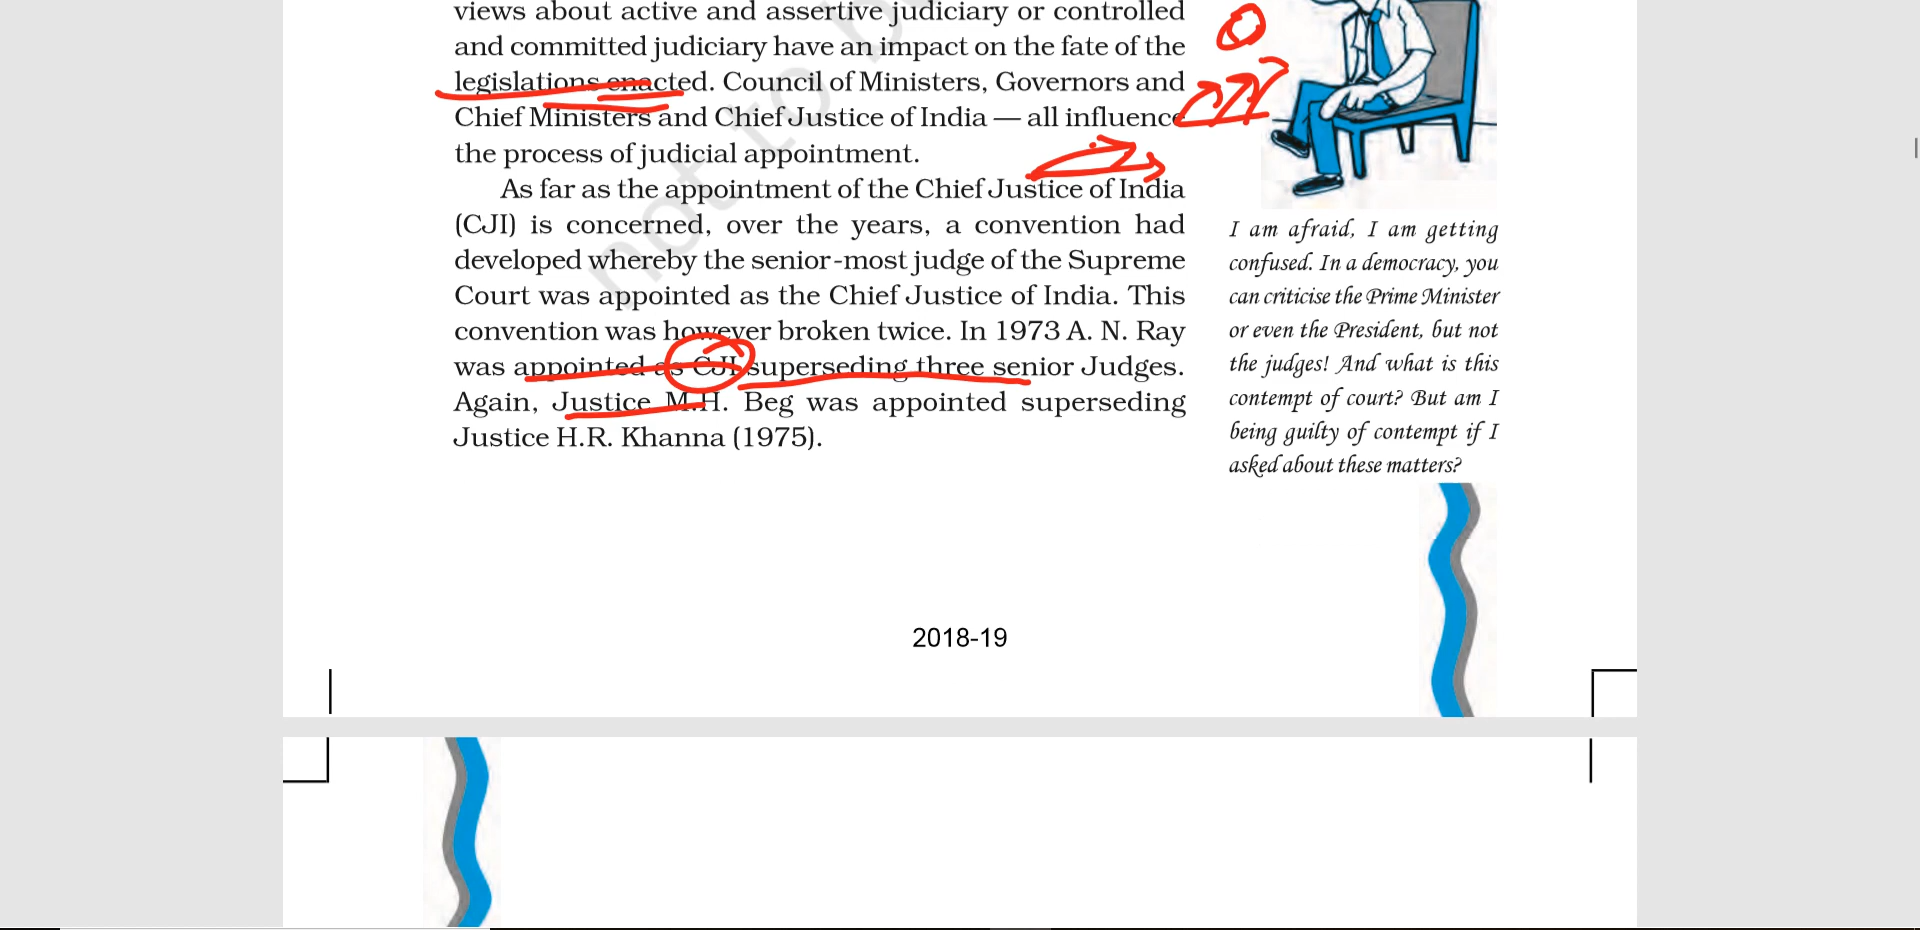 views about active and assertive judiciary or controlled
and committed judiciary have an impact on the fate of the
legislations enacted. Council of Ministers, Governors and
Chief Ministers and Chief Justice of India — all influence
the process of judicial appointment.
As far as the appointment of the Chief Justice of India
(CJI) is concerned, over the years, a convention had
developed whereby the senior-most judge of the Supreme
Court was appointed as the Chief Justice of India. This
convention was however broken twice. In 1973 A. N. Ray
was appointed as CJI superseding three senior Judges.
Again, Justice M.H. Beg was appointed superseding
Justice H.R. Khanna (1975).
I am afraid, I am getting
confused. In a democracy, you
can criticise the Prime Minister
or even the President, but not
the judges! And what is this
contempt of court? But am I
being guilty of contempt if I
asked about these matters?
not to b
2018-19